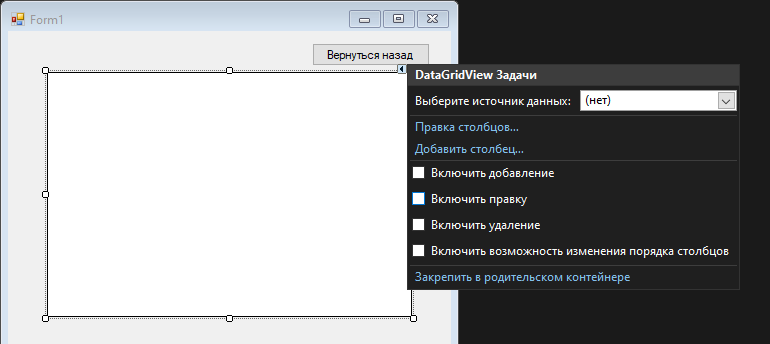 Form1
Вернуться назад
DataGridView Задачи
Выберите источник данных: (нет)
Правка столбцов...
Добавить столбец...
Включить добавление
Включить правку
Включить удаление
Включить возможность изменения порядка столбцов
Закрепить в родительском контейнере